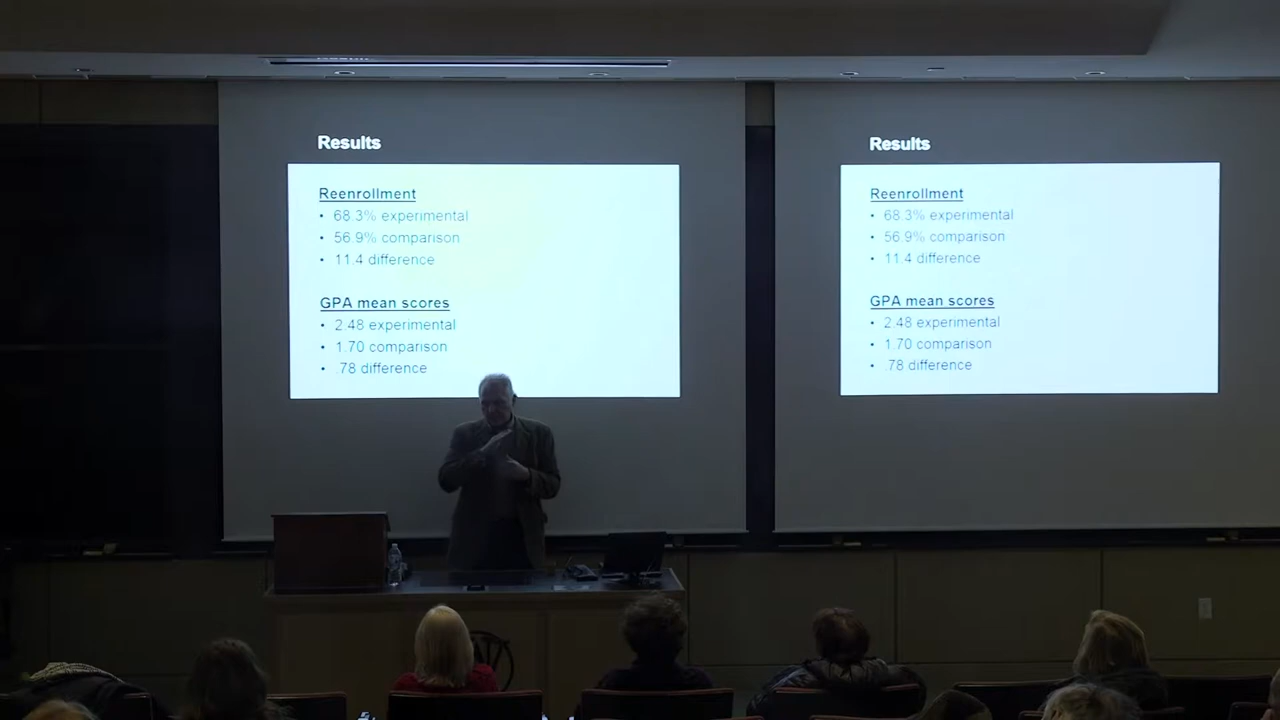 Results
Reenrollment
• 68.3% experimental
• 56.9% comparison
• 11.4 difference
GPA mean scores
• 2.48 experimental
• 1.70 comparison
• .78 difference
Results
Reenrollment
• 68.3% experimental
• 56.9% comparison
• 11.4 difference
GPA mean scores
• 2.48 experimental
• 1.70 comparison
• .78 difference